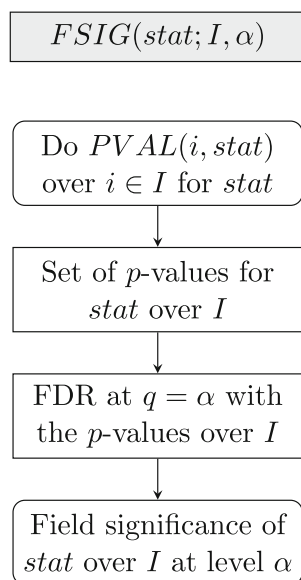 FSIG(stat; I, α)
Do PVAL(i, stat)
over i ∈ I for stat
Set of p-values for
stat over I
FDR at q = α with
the p-values over I
Field significance of
stat over I at level α